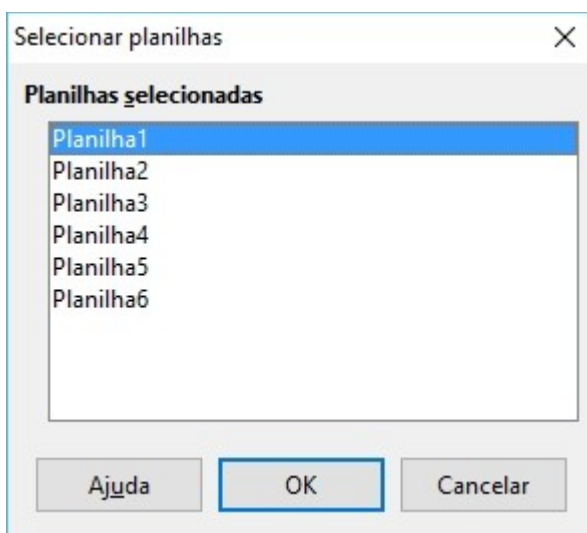 Selecionar planilhas
Planilhas selecionadas
Planilha1
Planilha2
Planilha3
Planilha4
Planilha5
Planilha6
Ajuda OK Cancelar